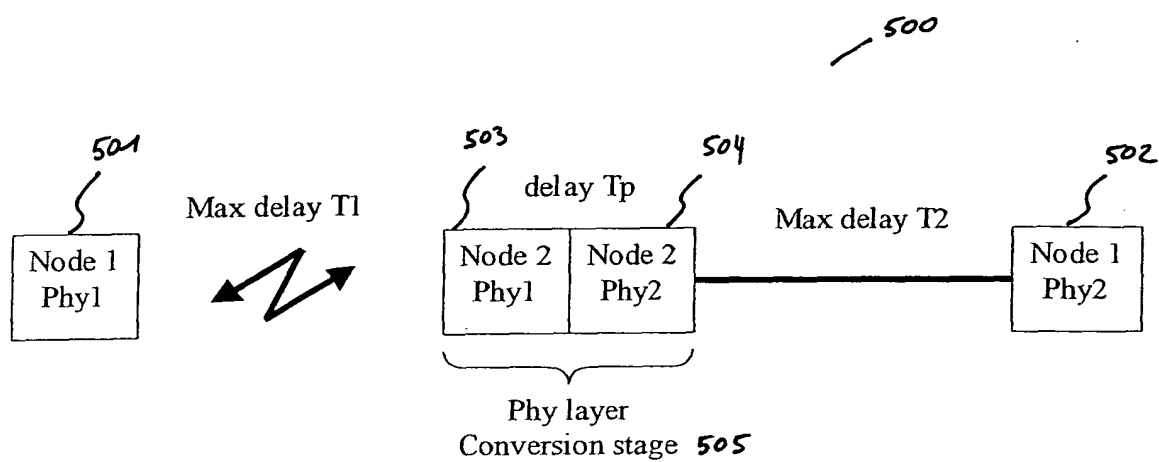 500
501
503
504
502
Max delay T1
delay Tp
Max delay T2
Node 1
Phy1
Node 2
Phy1
Node 2
Phy2
Node 1
Phy2
Phy layer
Conversion stage 505